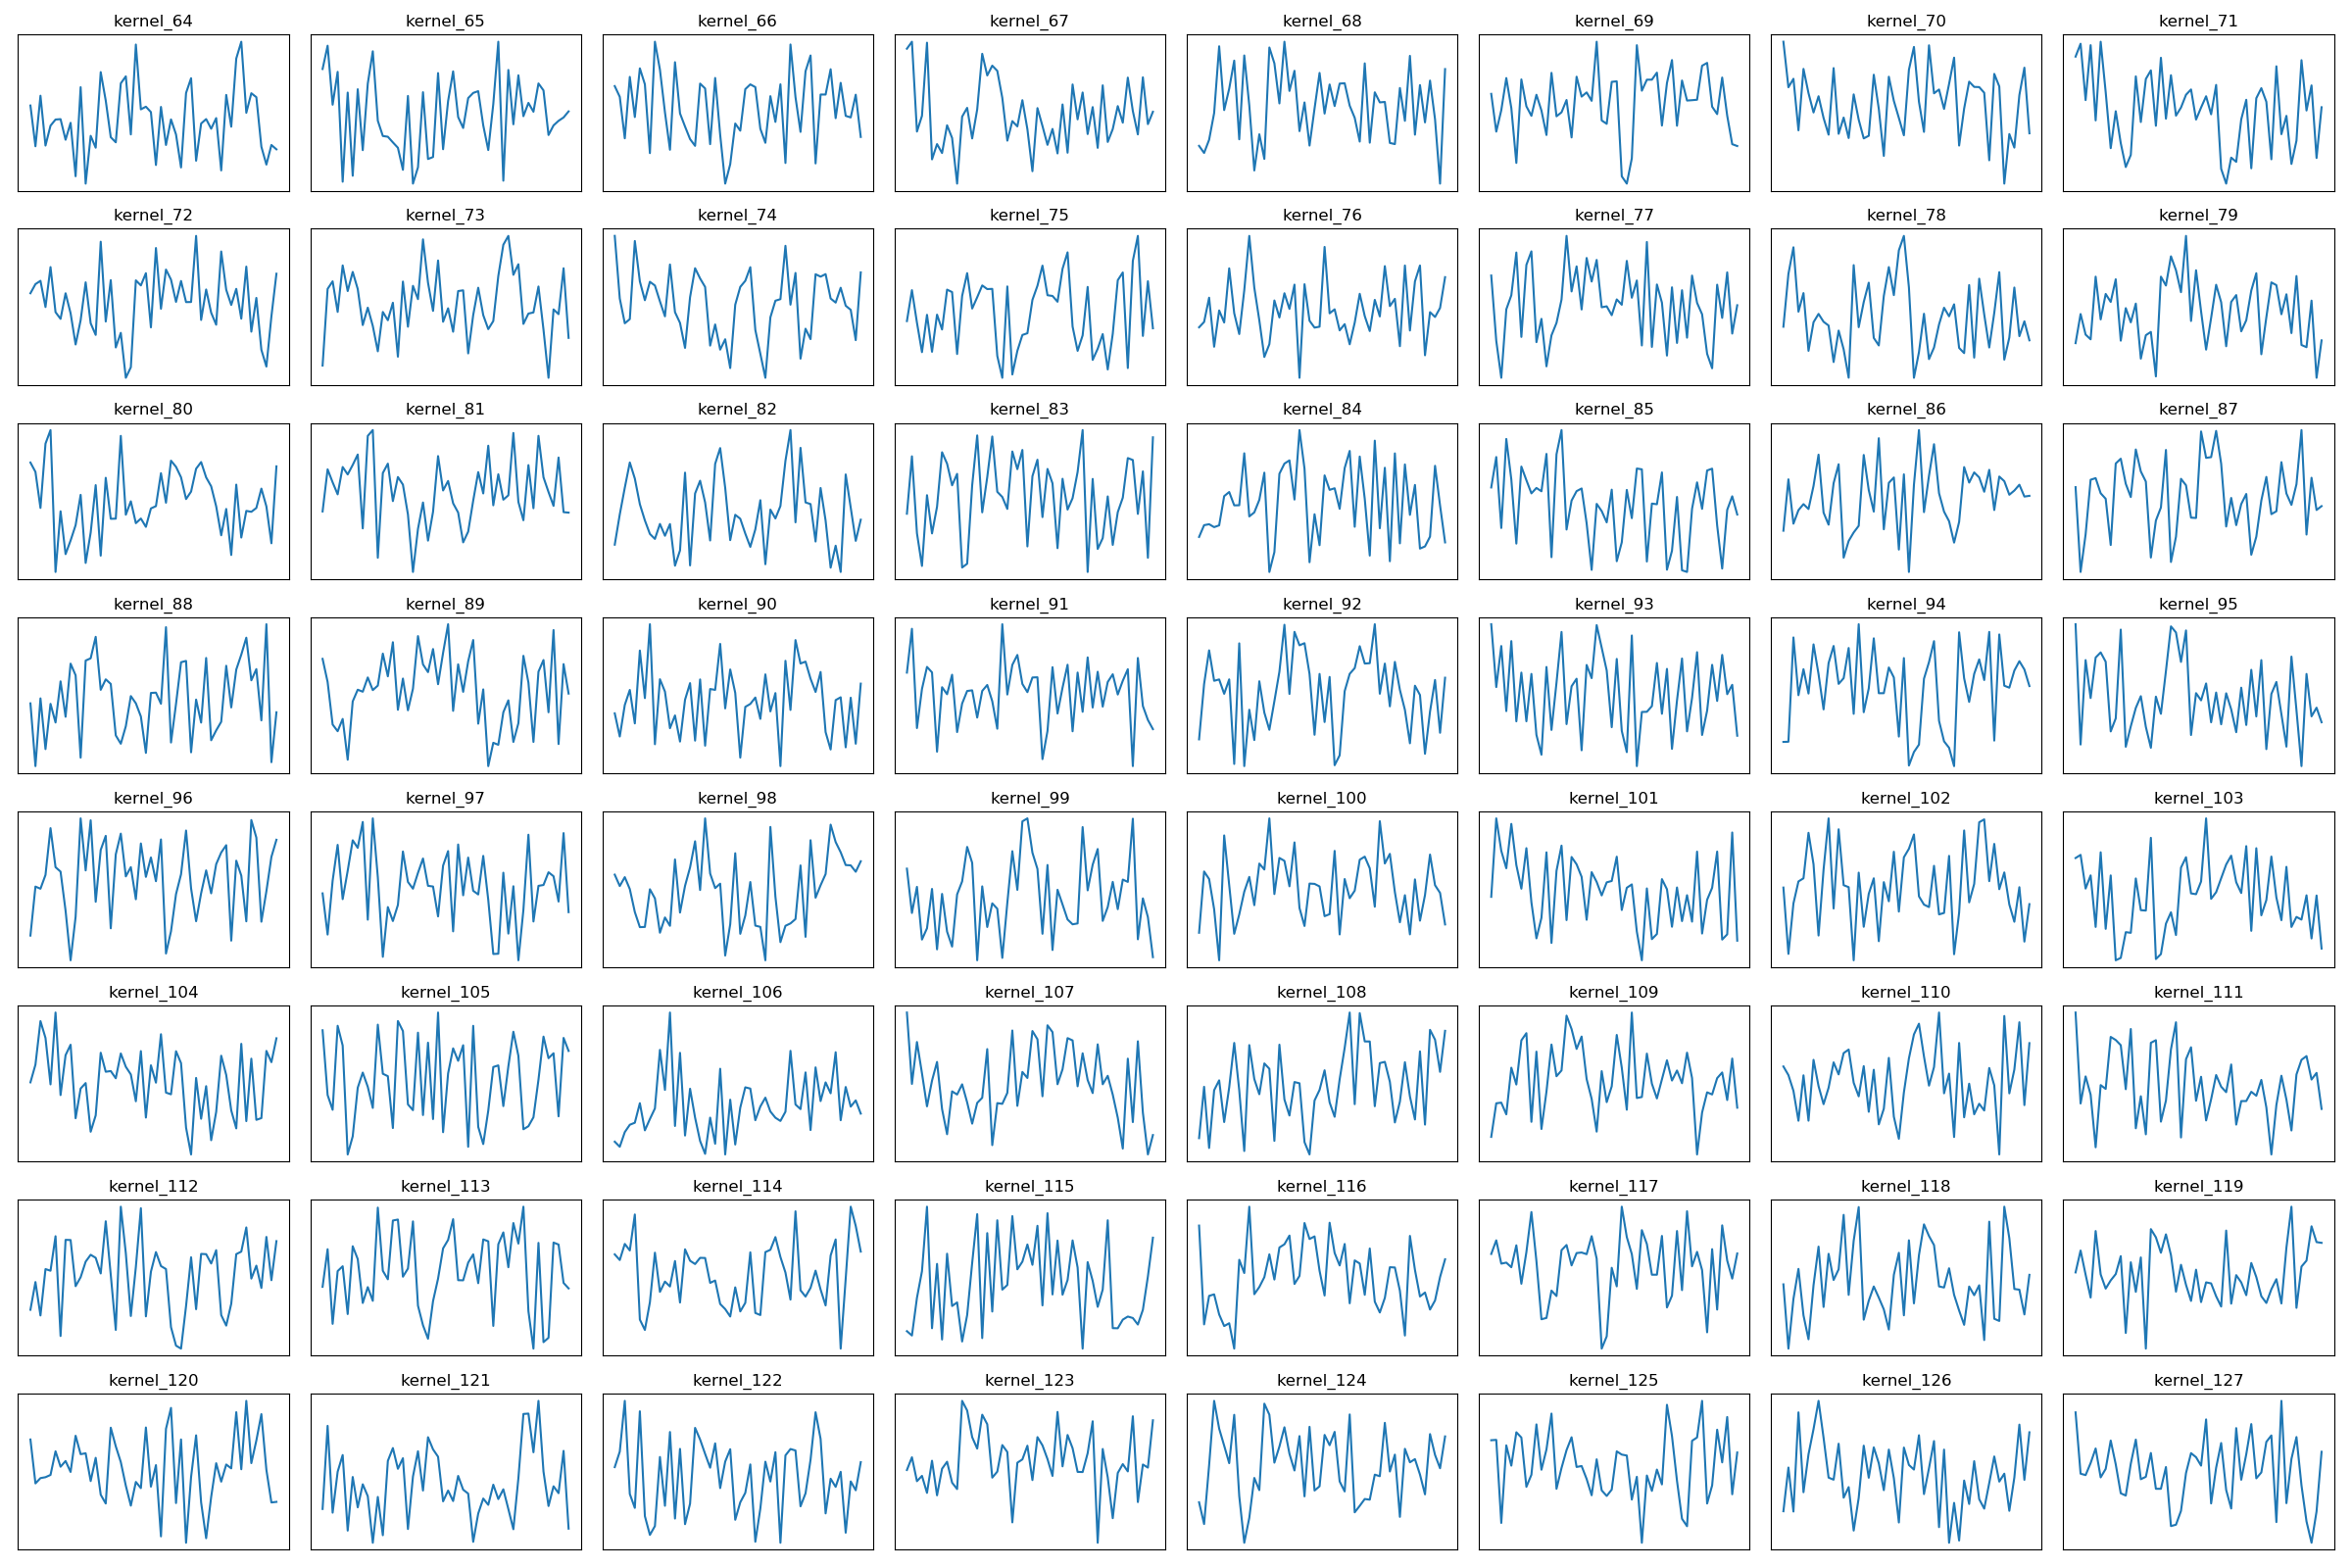 kernel_64 kernel_65 kernel_66 kernel_67 kernel_68 kernel_69 kernel_70 kernel_71
kernel_72 kernel_73 kernel_74 kernel_75 kernel_76 kernel_77 kernel_78 kernel_79
kernel_80 kernel_81 kernel_82 kernel_83 kernel_84 kernel_85 kernel_86 kernel_87
kernel_88 kernel_89 kernel_90 kernel_91 kernel_92 kernel_93 kernel_94 kernel_95
kernel_96 kernel_97 kernel_98 kernel_99 kernel_100 kernel_101 kernel_102 kernel_103
kernel_104 kernel_105 kernel_106 kernel_107 kernel_108 kernel_109 kernel_110 kernel_111
kernel_112 kernel_113 kernel_114 kernel_115 kernel_116 kernel_117 kernel_118 kernel_119
kernel_120 kernel_121 kernel_122 kernel_123 kernel_124 kernel_125 kernel_126 kernel_127